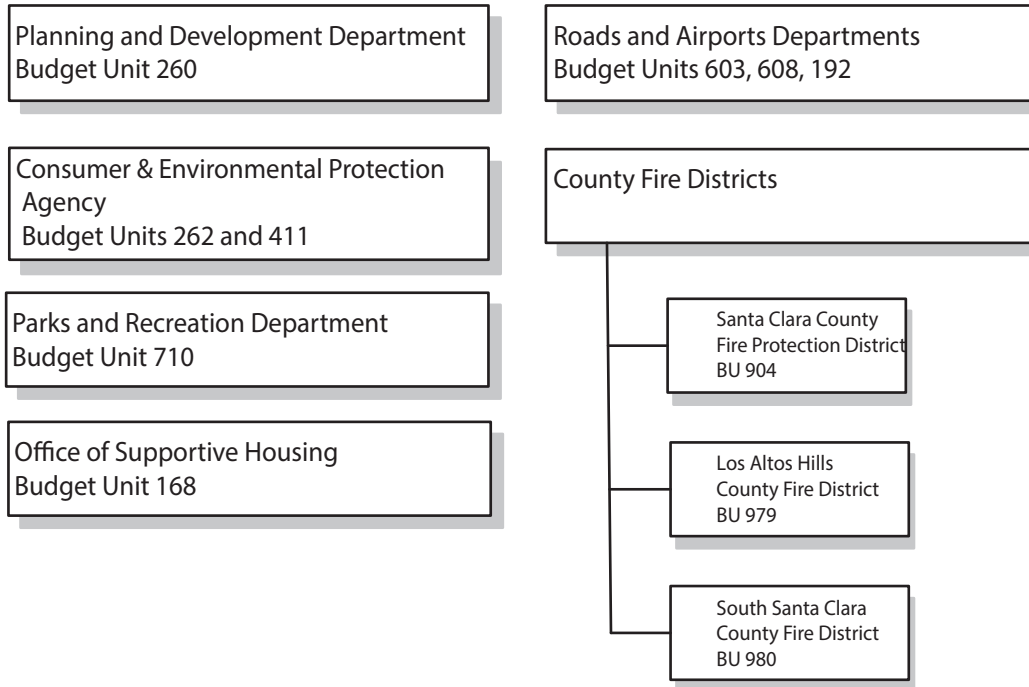 Planning and Development Department
Budget Unit 260
Consumer & Environmental Protection
Agency
Budget Units 262 and 411
Parks and Recreation Department
Budget Unit 710
Office of Supportive Housing
Budget Unit 168
Roads and Airports Departments
Budget Units 603, 608, 192
County Fire Districts
Santa Clara County
Fire Protection District
BU 904
Los Altos Hills
County Fire District
BU 979
South Santa Clara
County Fire District
BU 980